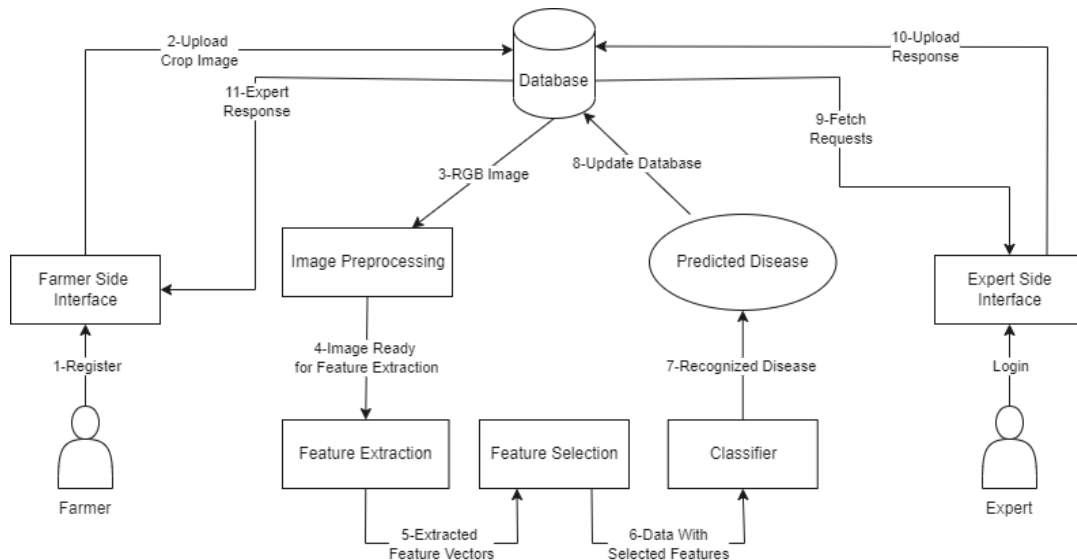 2-Upload
Crop Image
10-Upload
Response
Database
11-Expert
Response
9-Fetch
Requests
3-RGB Image
8-Update Database
Image Preprocessing
Predicted Disease
Farmer Side
Interface
Expert Side
Interface
4-Image Ready
for Feature Extraction
1-Register
7-Recognized Disease
Login
Feature Extraction
Feature Selection
Classifier
Farmer
Expert
5-Extracted
Feature Vectors
6-Data With
Selected Features